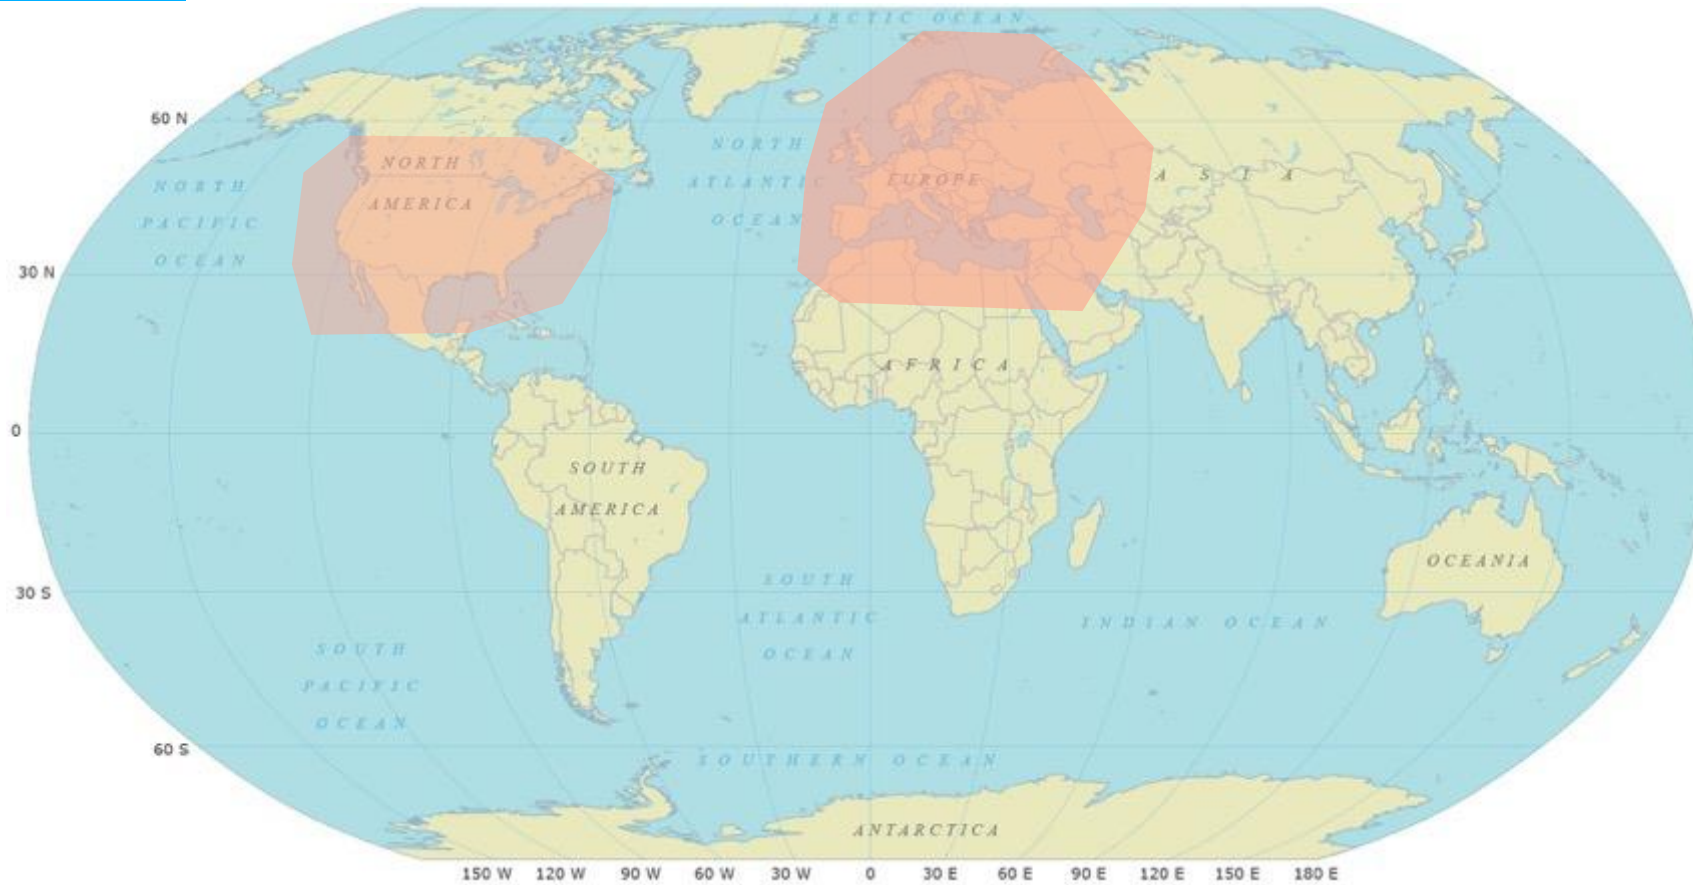 ARCTIC OCEAN
60 N
NORTH
AMERICA
NORTH
PACIFIC
OCEAN
NORTH
ATLANTIC
OCEAN
EUROPE
ASIA
30 N
AFRICA
0
SOUTH
AMERICA
OCEANIA
30 S
SOUTH
ATLANTIC
OCEAN
INDIAN OCEAN
SOUTH
PACIFIC
OCEAN
60 S
SOUTHERN OCEAN
ANTARCTICA
150 W 120 W 90 W 60 W 30 W 0 30 E 60 E 90 E 120 E 150 E 180 E